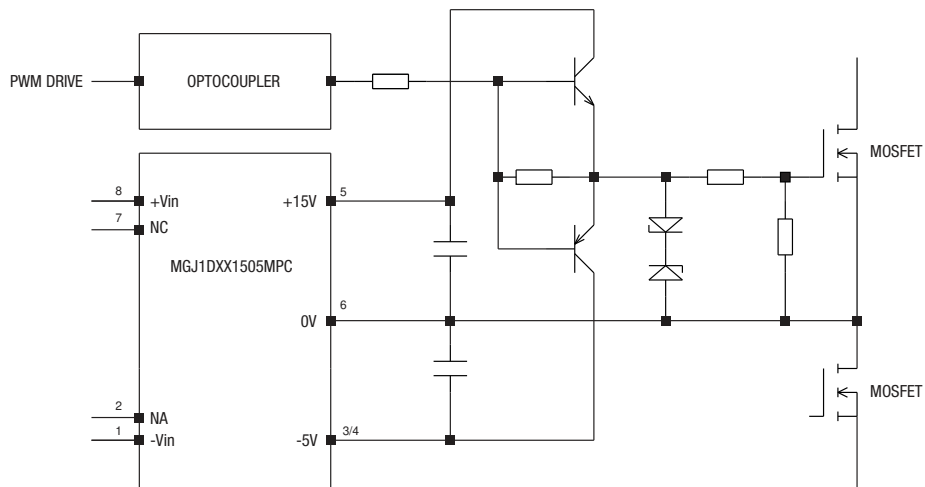 PWM DRIVE
OPTOCOUPLER
MOSFET
8
+Vin
+15V
5
7
NC
MGJ1DXX1505MPC
6
0V
MOSFET
2
NA
1
-Vin
-5V
3/4